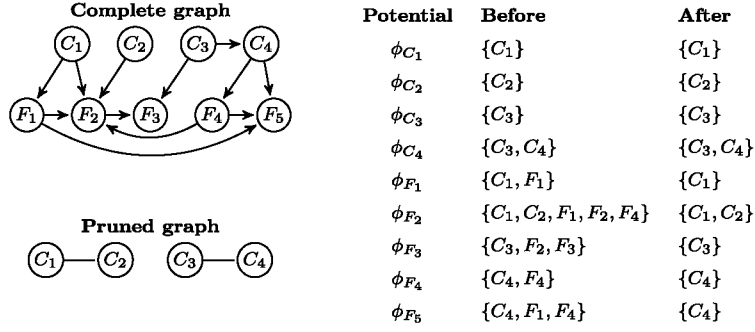 Complete graph
C1 C2 C3 C4
F1 F2 F3 F4 F5
Pruned graph
C1 C2 C3 C4
Potential Before After
ϕC1 {C1} {C1}
ϕC2 {C2} {C2}
ϕC3 {C3} {C3}
ϕC4 {C3, C4} {C3, C4}
ϕF1 {C1, F1} {C1}
ϕF2 {C1, C2, F1, F2, F4} {C1, C2}
ϕF3 {C3, F2, F3} {C3}
ϕF4 {C4, F4} {C4}
ϕF5 {C4, F1, F4} {C4}